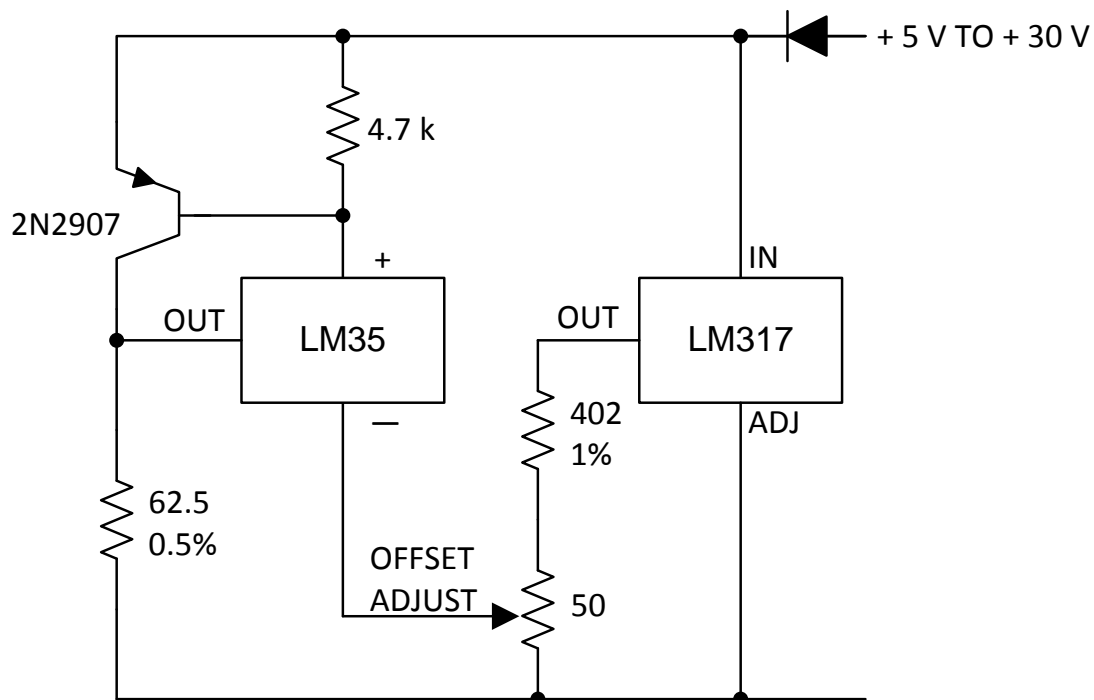 + 5 V TO + 30 V
4.7 k
2N2907
+
IN
OUT
LM35
OUT
LM317
—
402
1%
ADJ
62.5
0.5%
OFFSET
ADJUST
50